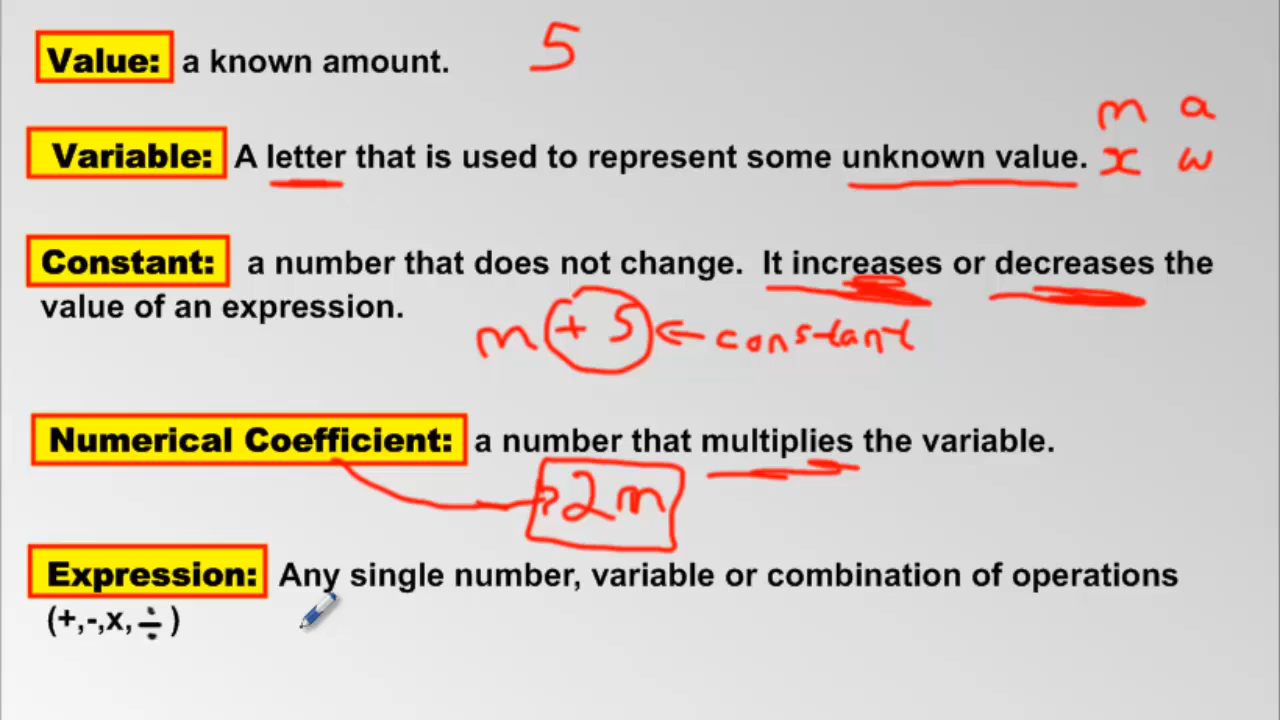 Value: a known amount. 5
m a
Variable: A letter that is used to represent some unknown value. x w
Constant: a number that does not change. It increases or decreases the
value of an expression.
m + 5 ← constant
Numerical Coefficient: a number that multiplies the variable.
2m
Expression: Any single number, variable or combination of operations
(+,-,x,÷)